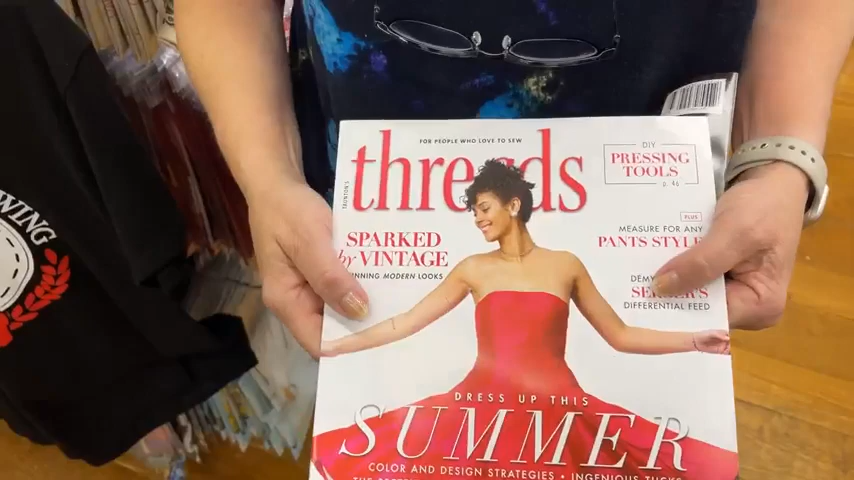 FOR PEOPLE WHO LOVE TO SEW
TAUNTON'S
threads
DIY
PRESSING
TOOLS
p. 46
SPARKED
by VINTAGE
MODERN LOOKS
PLUS
MEASURE FOR ANY
PANTS STYLE
DIFFERENTIAL FEED
DRESS UP THIS
SUMMER
COLOR AND DESIGN STRATEGIES • INGENIOUS TUCKS